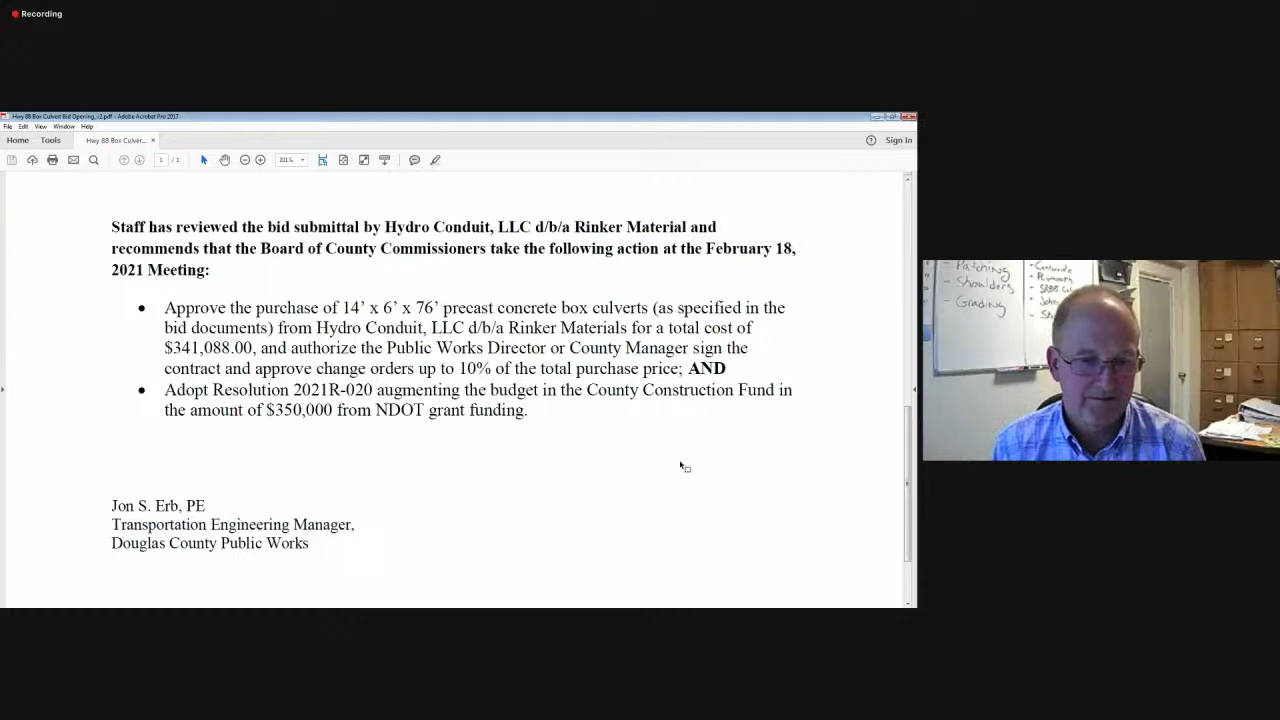 Recording
Hwy 88 Box Culvert Bid Opening_v2.pdf - Adobe Acrobat Pro 2017
File Edit View Window Help
Home Tools Hwy 88 Box Culver... × Sign In
1 / 1 201%
Staff has reviewed the bid submittal by Hydro Conduit, LLC d/b/a Rinker Material and
recommends that the Board of County Commissioners take the following action at the February 18,
2021 Meeting:
• Approve the purchase of 14’ x 6’ x 76’ precast concrete box culverts (as specified in the
bid documents) from Hydro Conduit, LLC d/b/a Rinker Materials for a total cost of
$341,088.00, and authorize the Public Works Director or County Manager sign the
contract and approve change orders up to 10% of the total purchase price; AND
• Adopt Resolution 2021R-020 augmenting the budget in the County Construction Fund in
the amount of $350,000 from NDOT grant funding.
Jon S. Erb, PE
Transportation Engineering Manager,
Douglas County Public Works
- Patching
- Shoulders
- Grading
- Centerville